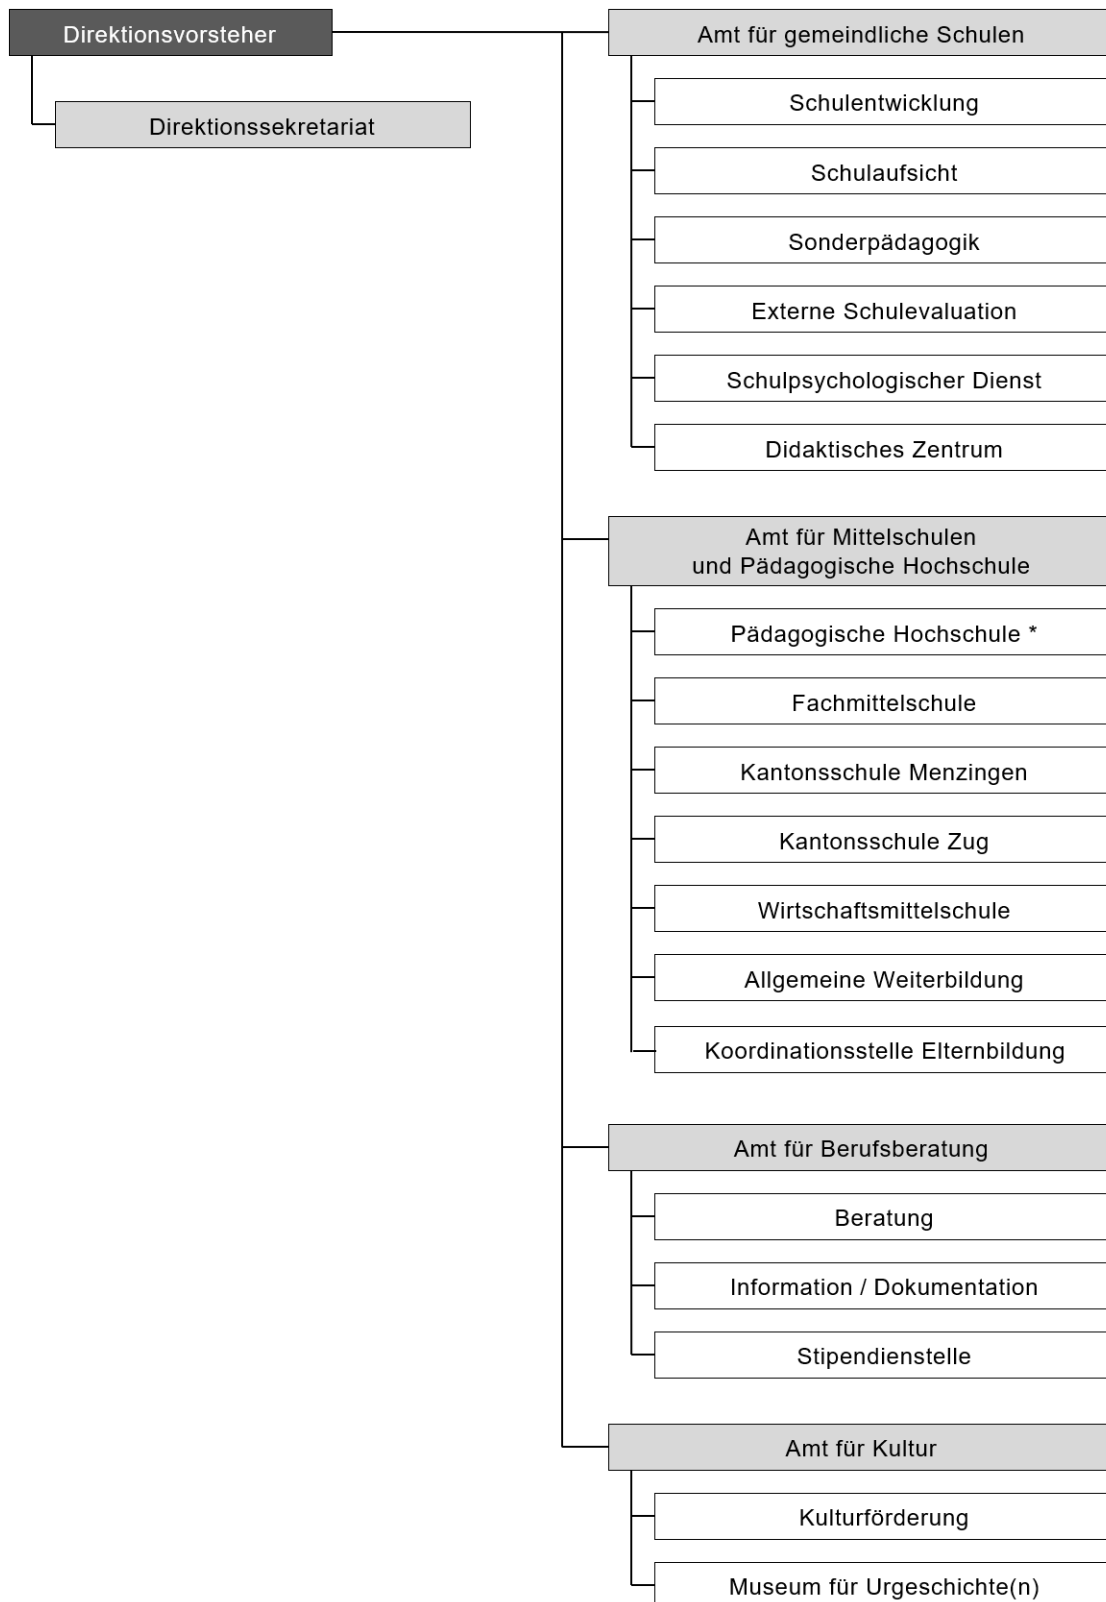 Direktionsvorsteher
Direktionssekretariat
Amt für gemeindliche Schulen
Schulentwicklung
Schulaufsicht
Sonderpädagogik
Externe Schulevaluation
Schulpsychologischer Dienst
Didaktisches Zentrum
Amt für Mittelschulen
und Pädagogische Hochschule
Pädagogische Hochschule *
Fachmittelschule
Kantonsschule Menzingen
Kantonsschule Zug
Wirtschaftsmittelschule
Allgemeine Weiterbildung
Koordinationsstelle Elternbildung
Amt für Berufsberatung
Beratung
Information / Dokumentation
Stipendienstelle
Amt für Kultur
Kulturförderung
Museum für Urgeschichte(n)